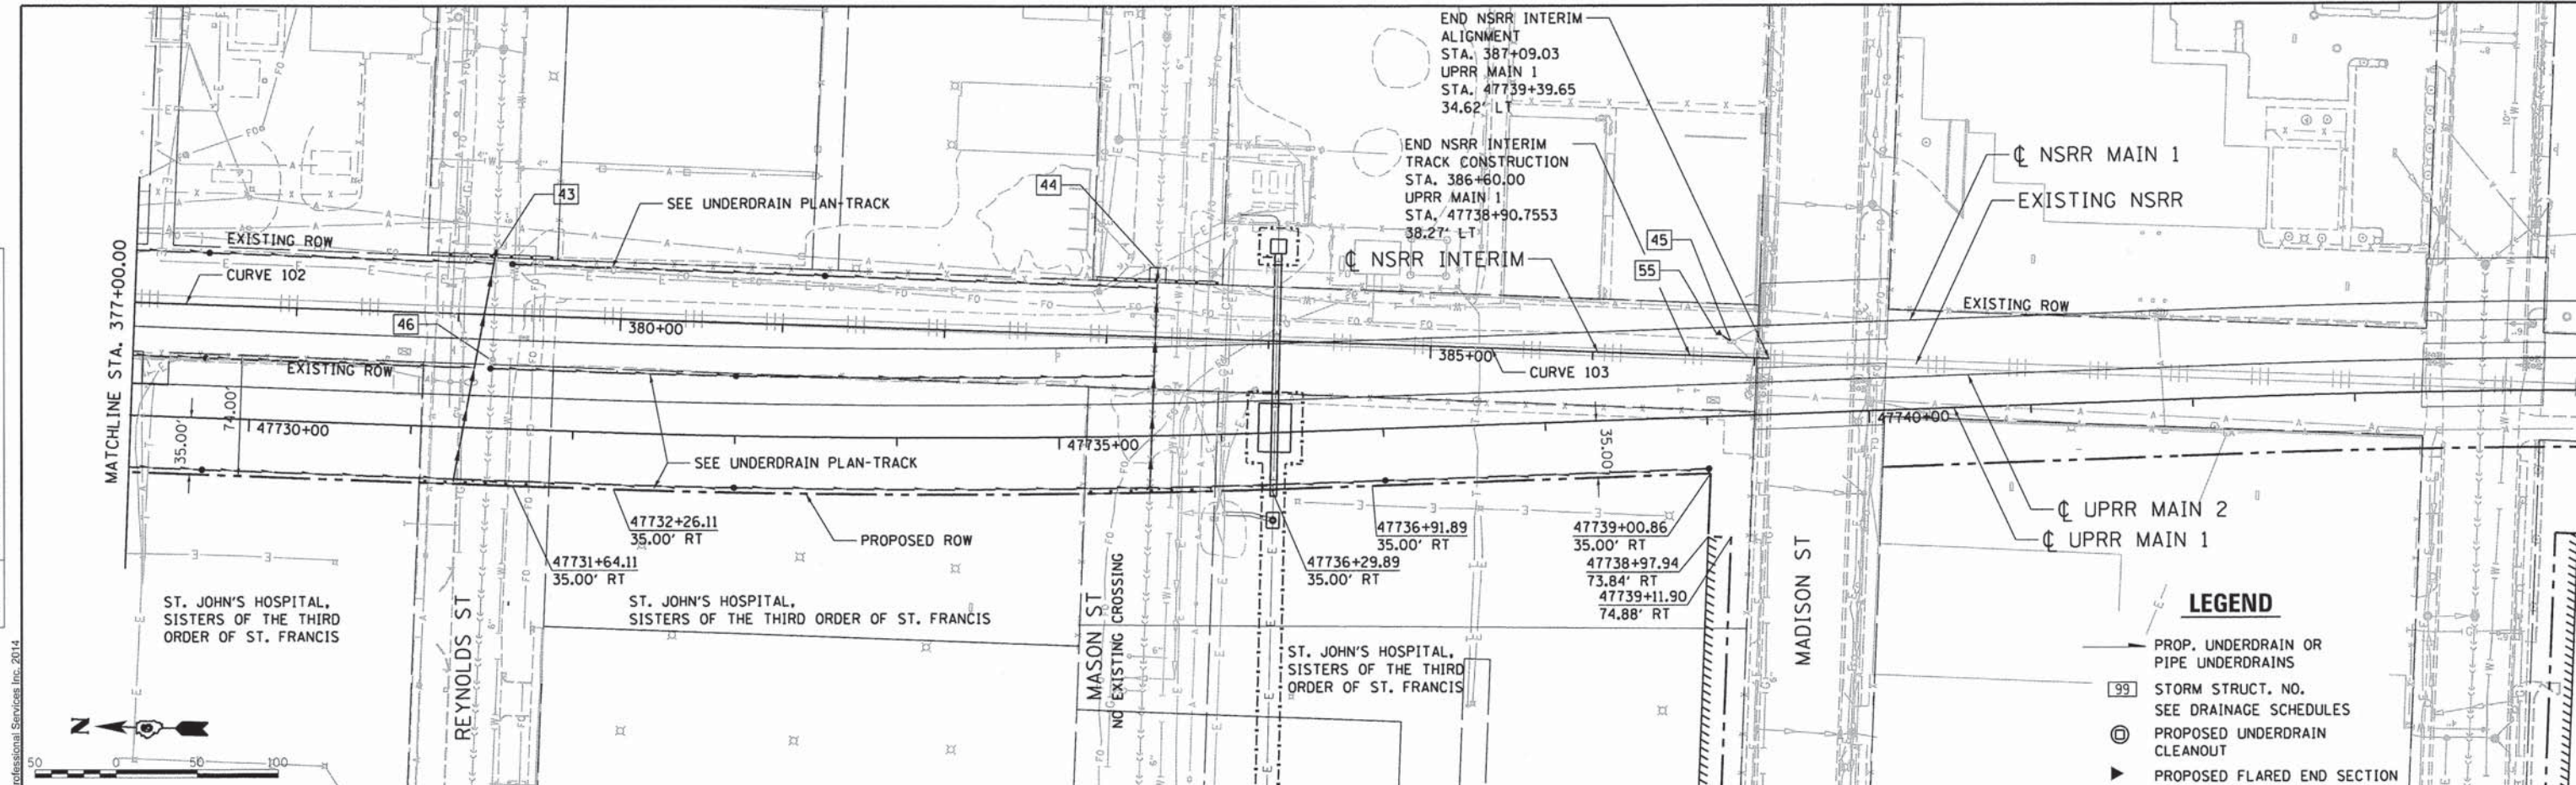 END NSRR INTERIM
ALIGNMENT
STA. 387+09.03
UPRR MAIN 1
STA. 47739+39.65
34.62' LT
END NSRR INTERIM
TRACK CONSTRUCTION
STA. 386+60.00
UPRR MAIN 1
STA. 47738+90.7553
38.27' LT
℄ NSRR INTERIM
℄ NSRR MAIN 1
EXISTING NSRR
43
44
45
55
46
SEE UNDERDRAIN PLAN-TRACK
EXISTING ROW
CURVE 102
MATCHLINE STA. 377+00.00
380+00
385+00
CURVE 103
EXISTING ROW
EXISTING ROW
35.00'
74.00'
47730+00
47735+00
47740+00
35.00'
SEE UNDERDRAIN PLAN-TRACK
47732+26.11
35.00' RT
PROPOSED ROW
47731+64.11
35.00' RT
47736+91.89
35.00' RT
47736+29.89
35.00' RT
47739+00.86
35.00' RT
47738+97.94
73.84' RT
47739+11.90
74.88' RT
℄ UPRR MAIN 2
℄ UPRR MAIN 1
ST. JOHN'S HOSPITAL,
SISTERS OF THE THIRD
ORDER OF ST. FRANCIS
REYNOLDS ST
ST. JOHN'S HOSPITAL,
SISTERS OF THE THIRD ORDER OF ST. FRANCIS
MASON ST
NO EXISTING CROSSING
ST. JOHN'S HOSPITAL,
SISTERS OF THE THIRD
ORDER OF ST. FRANCIS
MADISON ST
LEGEND
PROP. UNDERDRAIN OR
PIPE UNDERDRAINS
99 STORM STRUCT. NO.
SEE DRAINAGE SCHEDULES
PROPOSED UNDERDRAIN
CLEANOUT
PROPOSED FLARED END SECTION
N
50 0 50 100
Services Inc. 2014